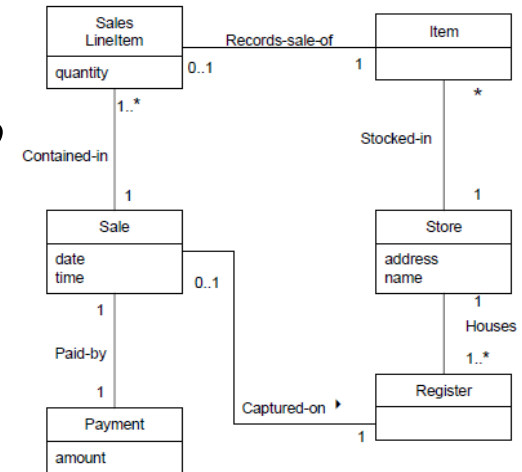 Sales
LineItem
quantity
Records-sale-of
0..1
1
Item
1..*
*
Contained-in
Stocked-in
1
1
Sale
date
time
0..1
Store
address
name
1
1
Houses
Paid-by
1..*
1
Captured-on
1
Register
Payment
amount